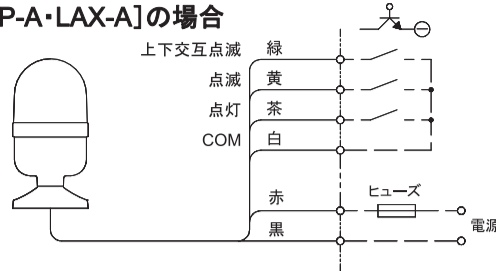 P-A・LAX-A]の場合
上下交互点滅 緑
点滅 黄
点灯 茶
COM 白
赤 ヒューズ
黒 電源